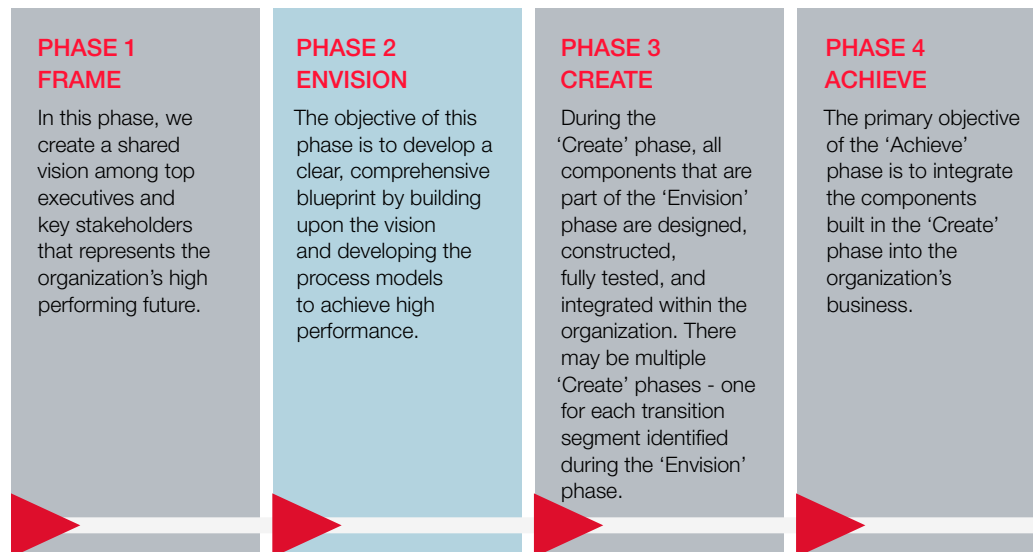 PHASE 1
FRAME
In this phase, we
create a shared
vision among top
executives and
key stakeholders
that represents the
organization’s high
performing future.
PHASE 2
ENVISION
The objective of this
phase is to develop a
clear, comprehensive
blueprint by building
upon the vision
and developing the
process models
to achieve high
performance.
PHASE 3
CREATE
During the
‘Create’ phase, all
components that are
part of the ‘Envision’
phase are designed,
constructed,
fully tested, and
integrated within the
organization. There
may be multiple
‘Create’ phases - one
for each transition
segment identified
during the ‘Envision’
phase.
PHASE 4
ACHIEVE
The primary objective
of the ‘Achieve’
phase is to integrate
the components
built in the ‘Create’
phase into the
organization’s
business.